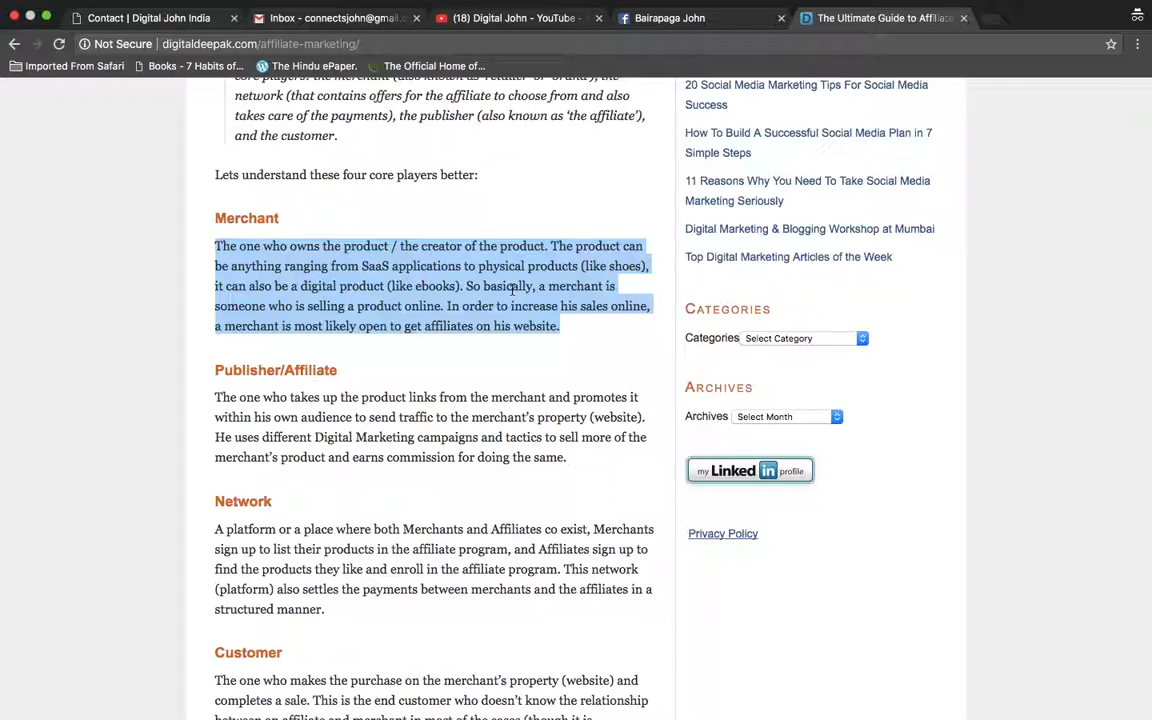 Contact | Digital John India
Inbox - connectsjohn@gmail.c
(18) Digital John - YouTube -
Bairapaga John
The Ultimate Guide to Affiliate
Not Secure | digitaldeepak.com/affiliate-marketing/
Imported From Safari
Books - 7 Habits of...
The Hindu ePaper.
The Official Home of...
network (that contains offers for the affiliate to choose from and also
takes care of the payments), the publisher (also known as ‘the affiliate’),
and the customer.
Lets understand these four core players better:
Merchant
The one who owns the product / the creator of the product. The product can
be anything ranging from SaaS applications to physical products (like shoes),
it can also be a digital product (like ebooks). So basically, a merchant is
someone who is selling a product online. In order to increase his sales online,
a merchant is most likely open to get affiliates on his website.
Publisher/Affiliate
The one who takes up the product links from the merchant and promotes it
within his own audience to send traffic to the merchant’s property (website).
He uses different Digital Marketing campaigns and tactics to sell more of the
merchant’s product and earns commission for doing the same.
Network
A platform or a place where both Merchants and Affiliates co exist, Merchants
sign up to list their products in the affiliate program, and Affiliates sign up to
find the products they like and enroll in the affiliate program. This network
(platform) also settles the payments between merchants and the affiliates in a
structured manner.
Customer
The one who makes the purchase on the merchant’s property (website) and
completes a sale. This is the end customer who doesn’t know the relationship
between an affiliate and merchant in most of the cases (though it is
20 Social Media Marketing Tips For Social Media
Success
How To Build A Successful Social Media Plan in 7
Simple Steps
11 Reasons Why You Need To Take Social Media
Marketing Seriously
Digital Marketing & Blogging Workshop at Mumbai
Top Digital Marketing Articles of the Week
Categories
Categories Select Category
Archives
Archives Select Month
my Linked in profile
Privacy Policy